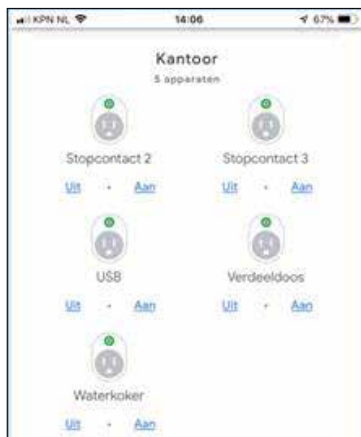 KPN NL 14:06 67%
Kantoor
5 apparaten
Stopcontact 2 Stopcontact 3
Uit • Aan Uit • Aan
USB Verdeeldoos
Uit • Aan Uit • Aan
Waterkoker
Uit • Aan